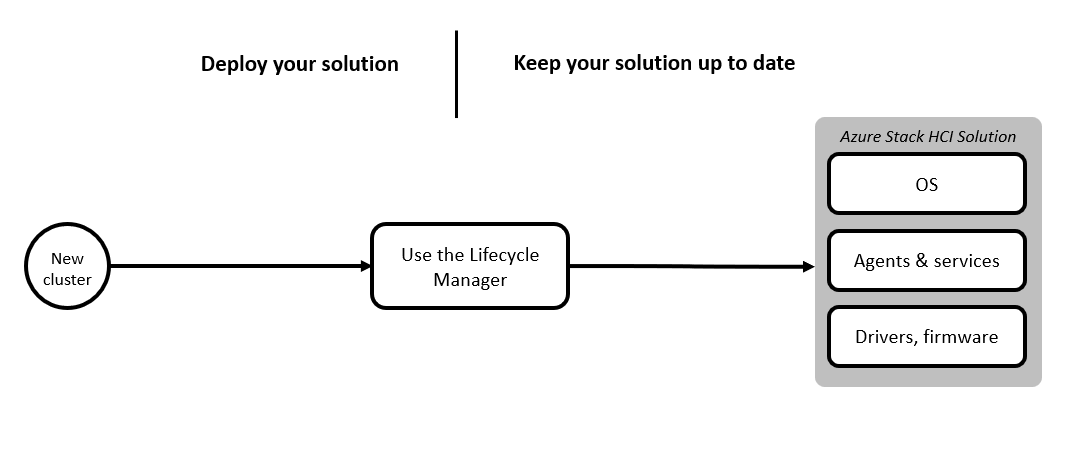 Deploy your solution
Keep your solution up to date
Azure Stack HCI Solution
OS
New
cluster
Use the Lifecycle
Manager
Agents & services
Drivers, firmware